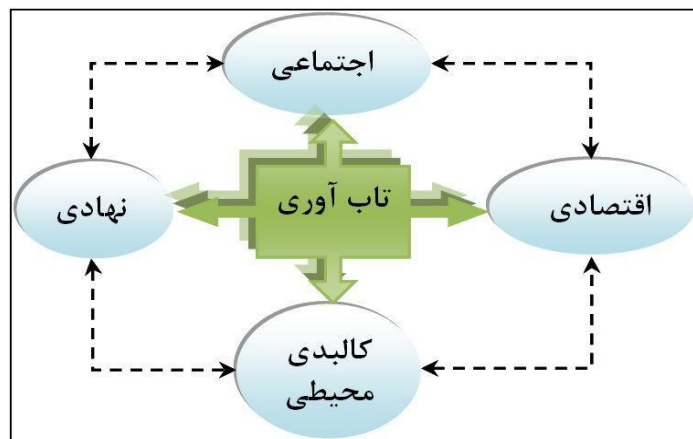 اجتماعی
تاب آوری
اقتصادی
نهادی
کالبدی
محیطی